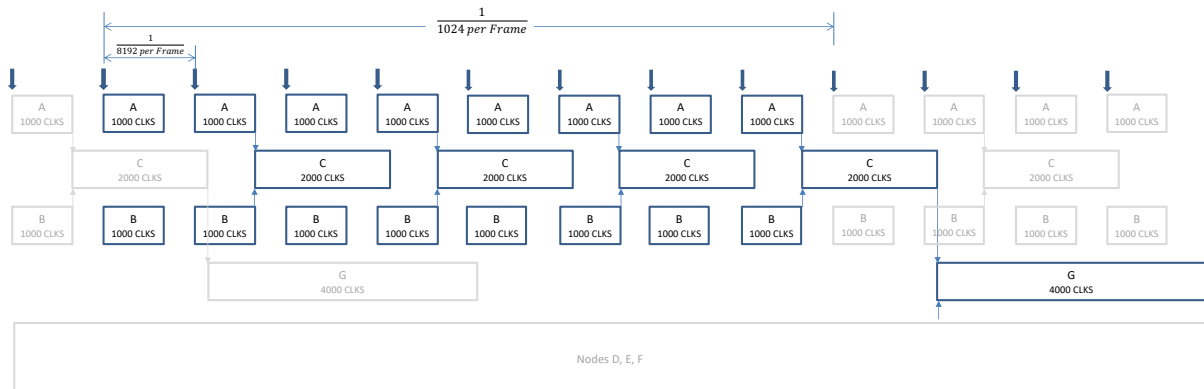 1
1024 per Frame
1
8192 per Frame
A A A A A A A A A A A A A
1000 CLKS 1000 CLKS 1000 CLKS 1000 CLKS 1000 CLKS 1000 CLKS 1000 CLKS 1000 CLKS 1000 CLKS 1000 CLKS 1000 CLKS 1000 CLKS 1000 CLKS
C C C C C C
2000 CLKS 2000 CLKS 2000 CLKS 2000 CLKS 2000 CLKS 2000 CLKS
B B B B B B B B B B B B B
1000 CLKS 1000 CLKS 1000 CLKS 1000 CLKS 1000 CLKS 1000 CLKS 1000 CLKS 1000 CLKS 1000 CLKS 1000 CLKS 1000 CLKS 1000 CLKS 1000 CLKS
G G
4000 CLKS 4000 CLKS
Nodes D, E, F